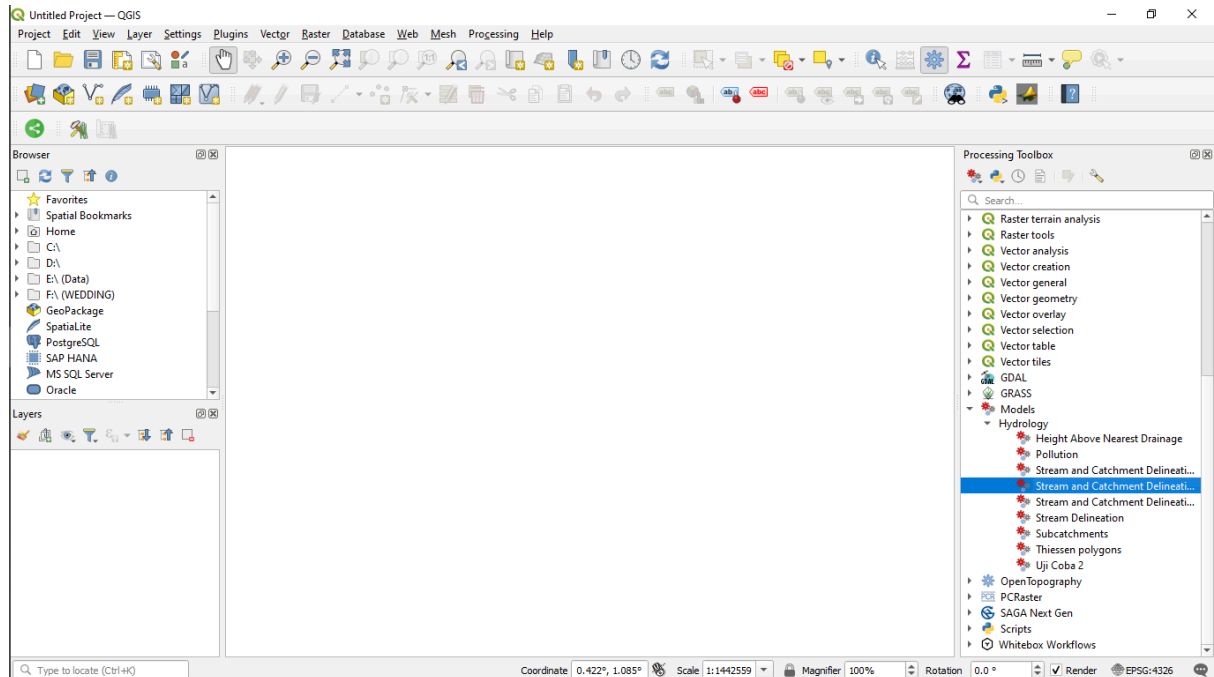 Untitled Project — QGIS
Project Edit View Layer Settings Plugins Vector Raster Database Web Mesh Processing Help
Browser
Favorites
Spatial Bookmarks
Home
C:\
D:\
E:\ (Data)
F:\ (WEDDING)
GeoPackage
SpatiaLite
PostgreSQL
SAP HANA
MS SQL Server
Oracle
Layers
Processing Toolbox
Search...
Raster terrain analysis
Raster tools
Vector analysis
Vector creation
Vector general
Vector geometry
Vector overlay
Vector selection
Vector table
Vector tiles
GDAL
GRASS
Models
Hydrology
Height Above Nearest Drainage
Pollution
Stream and Catchment Delineati...
Stream and Catchment Delineati...
Stream and Catchment Delineati...
Stream Delineation
Subcatchments
Thiessen polygons
Uji Coba 2
OpenTopography
PCRaster
SAGA Next Gen
Scripts
Whitebox Workflows
Type to locate (Ctrl+K)
Coordinate 0.422°, 1.085° Scale 1:1442559 Magnifier 100% Rotation 0.0 ° Render EPSG:4326